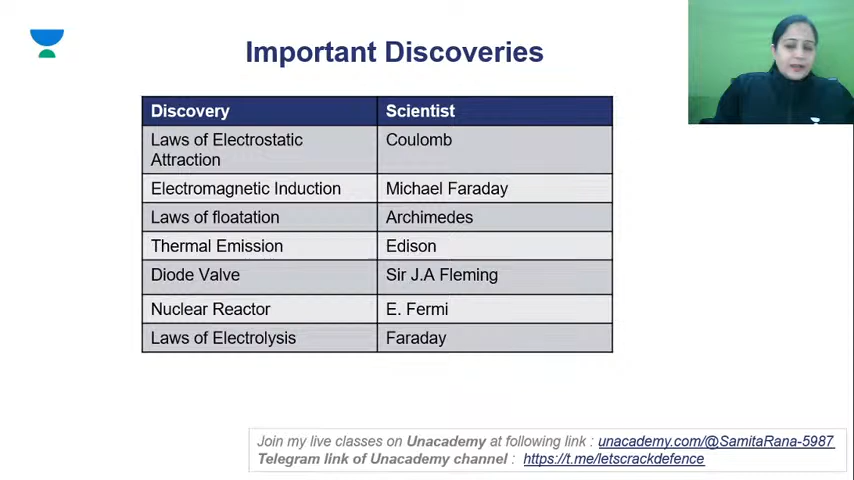 Important Discoveries
Discovery Scientist
Laws of Electrostatic Coulomb
Attraction
Electromagnetic Induction Michael Faraday
Laws of floatation Archimedes
Thermal Emission Edison
Diode Valve Sir J.A Fleming
Nuclear Reactor E. Fermi
Laws of Electrolysis Faraday
Join my live classes on Unacademy at following link : unacademy.com/@SamitaRana-5987
Telegram link of Unacademy channel : https://t.me/letscrackdefence